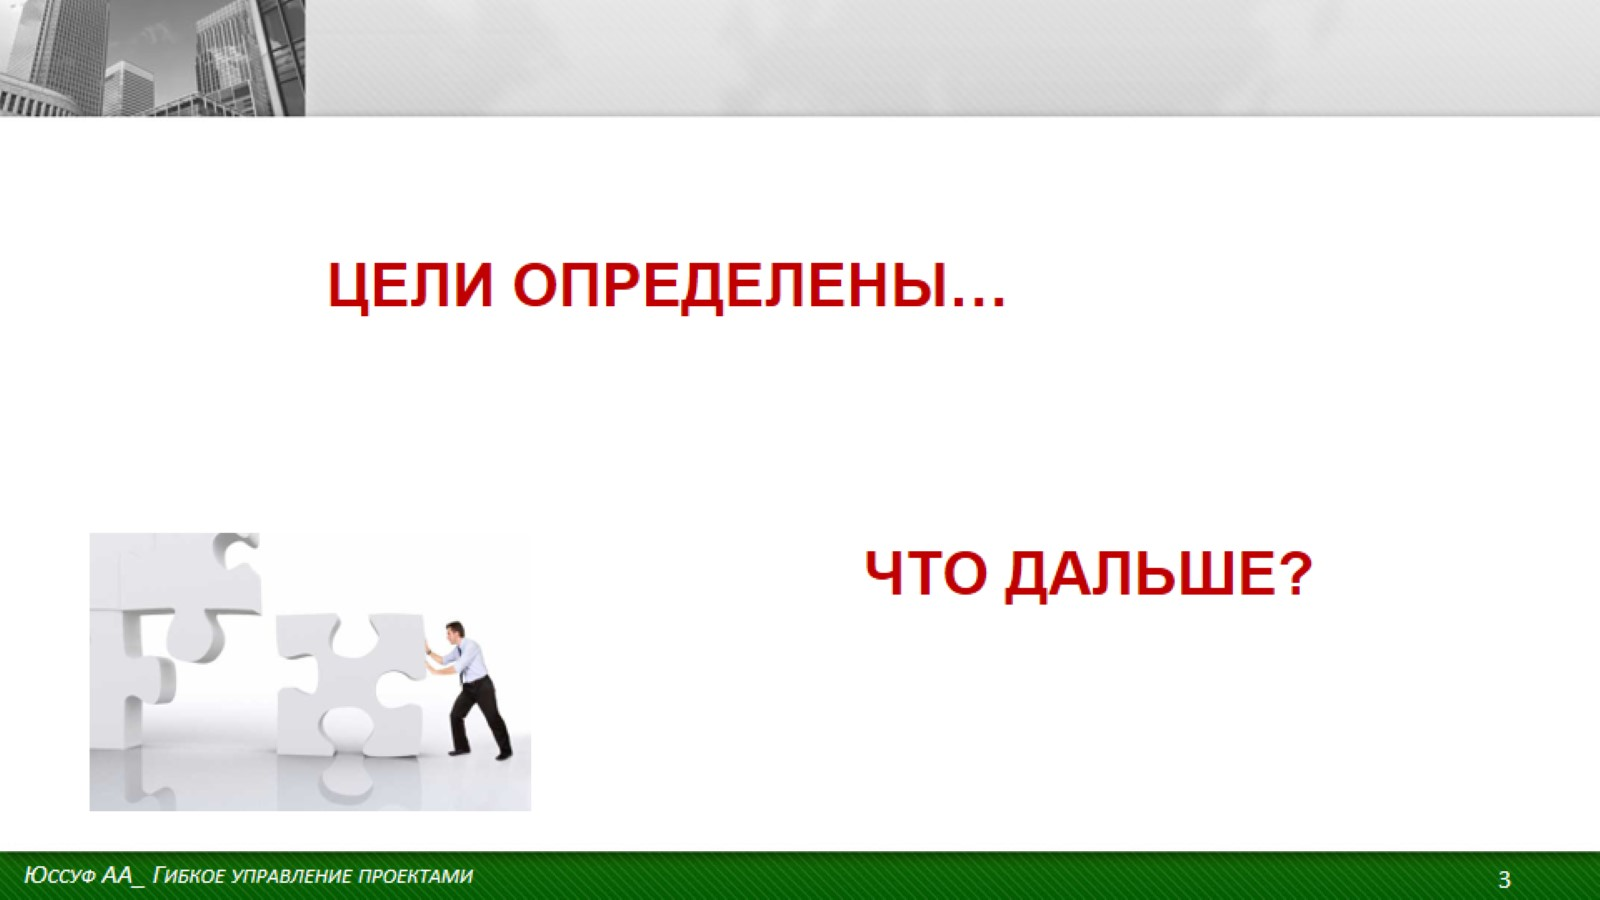 ЦЕЛИ ОПРЕДЕЛЕНЫ…
ЧТО ДАЛЬШЕ?
Юссуф АА_ Гибкое управление проектами
3